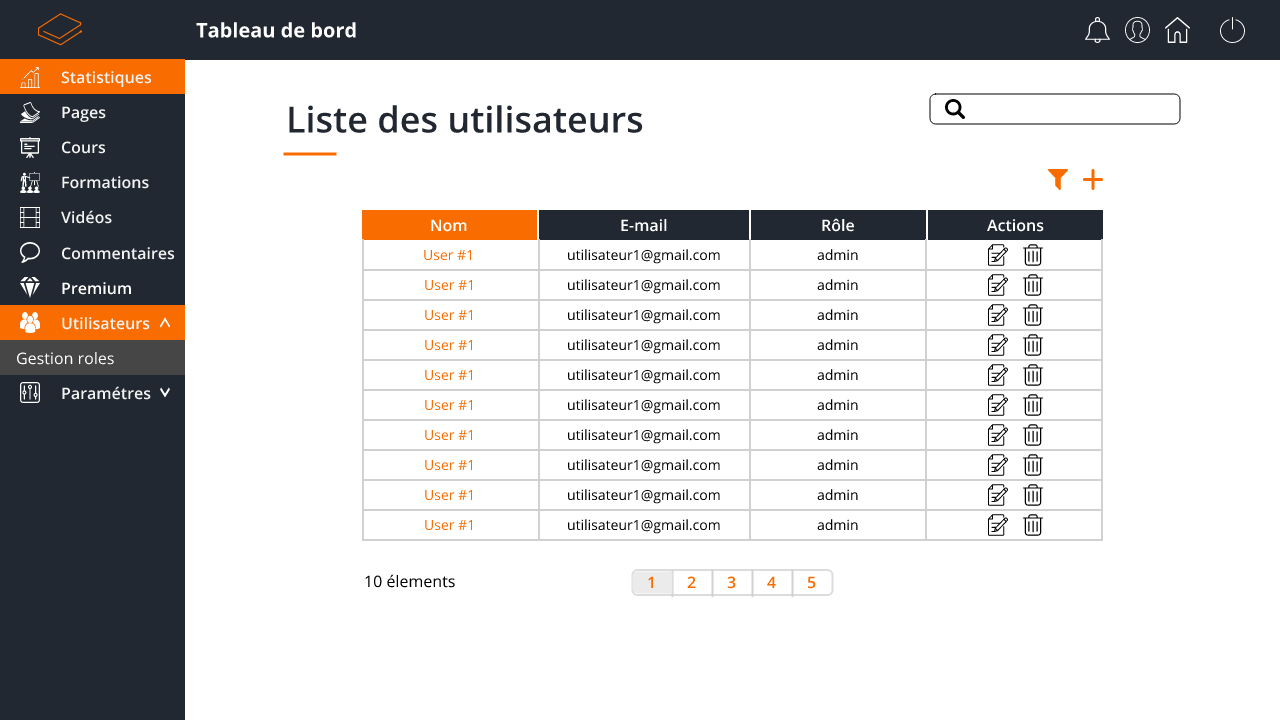 Tableau de bord
Statistiques
Pages
Cours
Formations
Vidéos
Commentaires
Premium
Utilisateurs
Gestion roles
Paramétres
Liste des utilisateurs
Nom E-mail Rôle Actions
User #1 utilisateur1@gmail.com admin
User #1 utilisateur1@gmail.com admin
User #1 utilisateur1@gmail.com admin
User #1 utilisateur1@gmail.com admin
User #1 utilisateur1@gmail.com admin
User #1 utilisateur1@gmail.com admin
User #1 utilisateur1@gmail.com admin
User #1 utilisateur1@gmail.com admin
User #1 utilisateur1@gmail.com admin
User #1 utilisateur1@gmail.com admin
10 élements 1 2 3 4 5